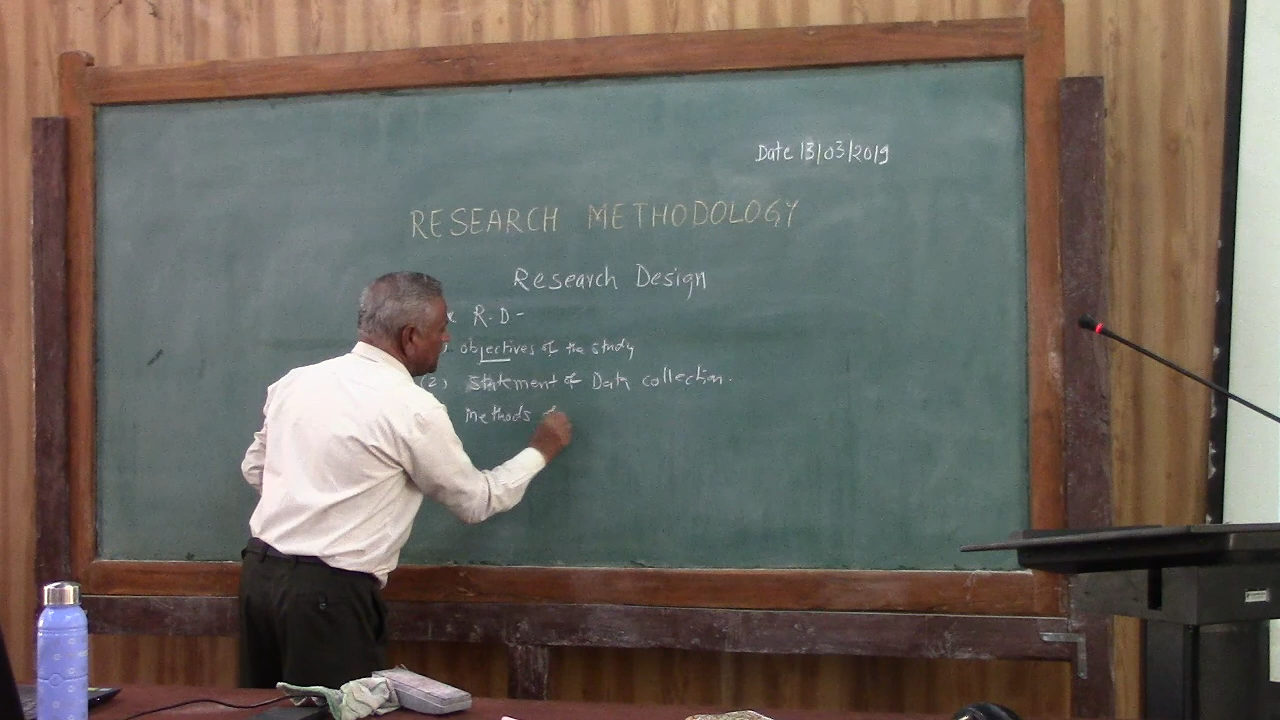 Date 13/03/2019
RESEARCH METHODOLOGY
Research Design
R.D-
objectives of the study
(2) Statement of Data collection.
Methods